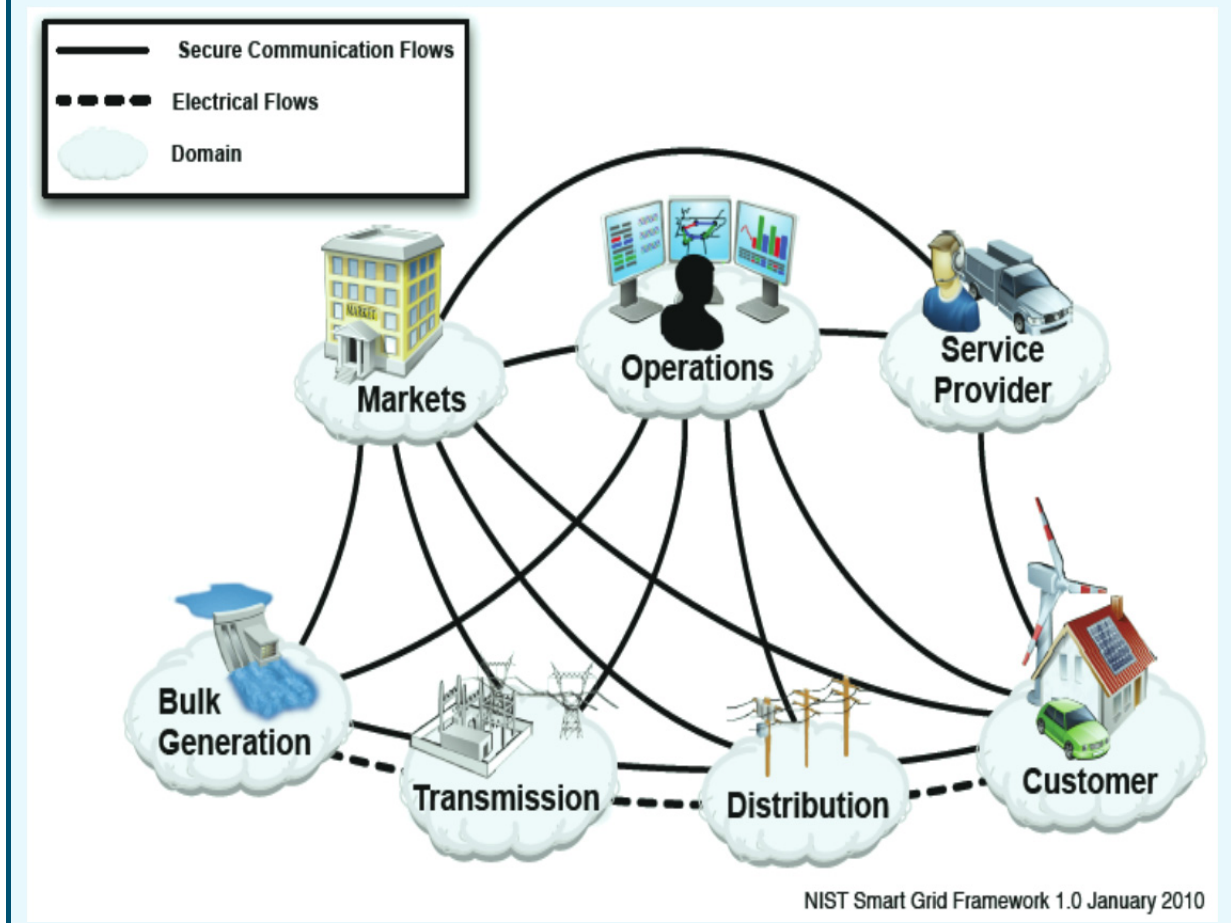 Secure Communication Flows
Electrical Flows
Domain
MARKET
Markets
Operations
Service
Provider
Bulk
Generation
Transmission
Distribution
Customer
NIST Smart Grid Framework 1.0 January 2010